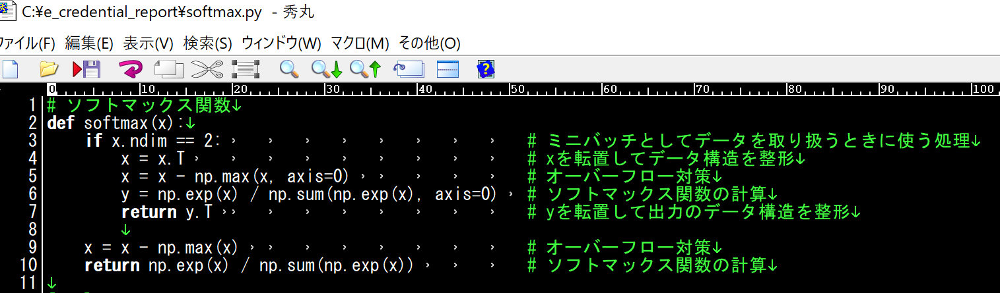 C:¥e_credential_report¥softmax.py - 秀丸
ファイル(F) 編集(E) 表示(V) 検索(S) ウィンドウ(W) マクロ(M) その他(O)
0 10 20 30 40 50 60 70 80 90 100
1 # ソフトマックス関数↓
2 def softmax(x):↓
3 if x.ndim == 2: # ミニバッチとしてデータを取り扱うときに使う処理↓
4 x = x.T # xを転置してデータ構造を整形↓
5 x = x - np.max(x, axis=0) # オーバーフロー対策↓
6 y = np.exp(x) / np.sum(np.exp(x), axis=0) # ソフトマックス関数の計算↓
7 return y.T # yを転置して出力のデータ構造を整形↓
8 ↓
9 x = x - np.max(x) # オーバーフロー対策↓
10 return np.exp(x) / np.sum(np.exp(x)) # ソフトマックス関数の計算↓
11 ↓